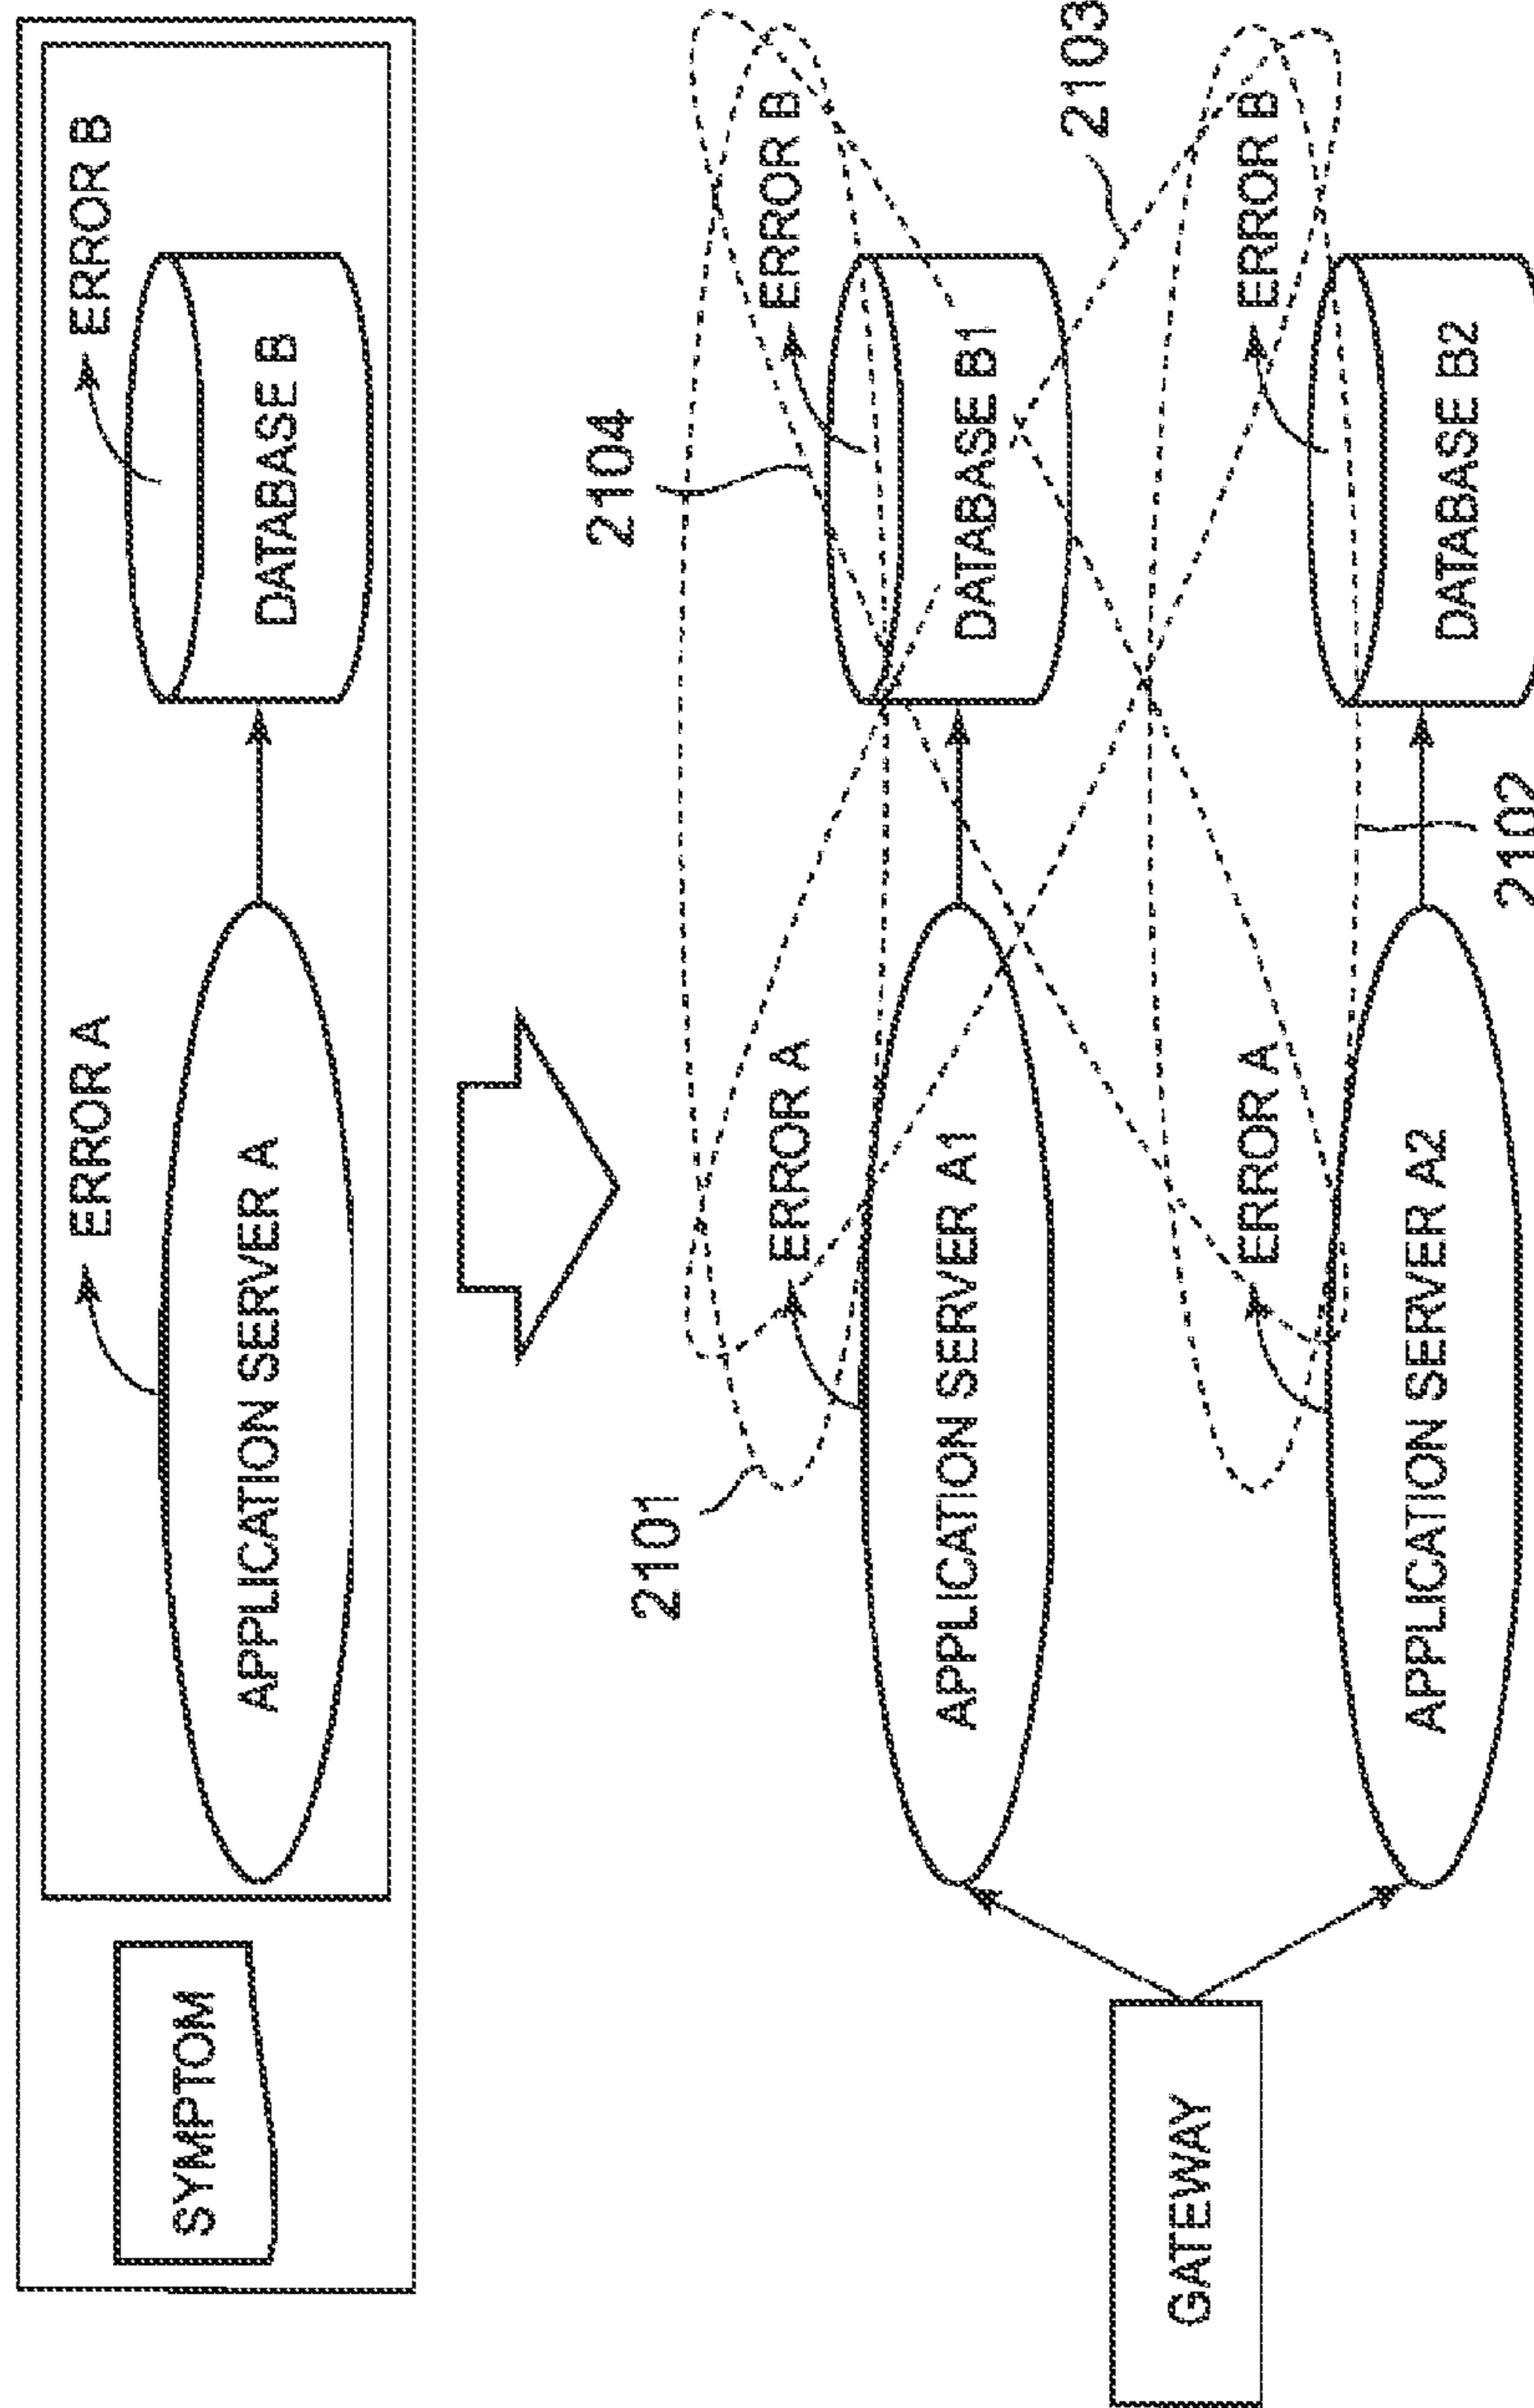 SYMPTOM
ERROR A
ERROR B
APPLICATION SERVER A
DATABASE B
2104
2101
ERROR A
ERROR B
APPLICATION SERVER A1
DATABASE B1
2103
GATEWAY
ERROR A
ERROR B
APPLICATION SERVER A2
DATABASE B2
2102